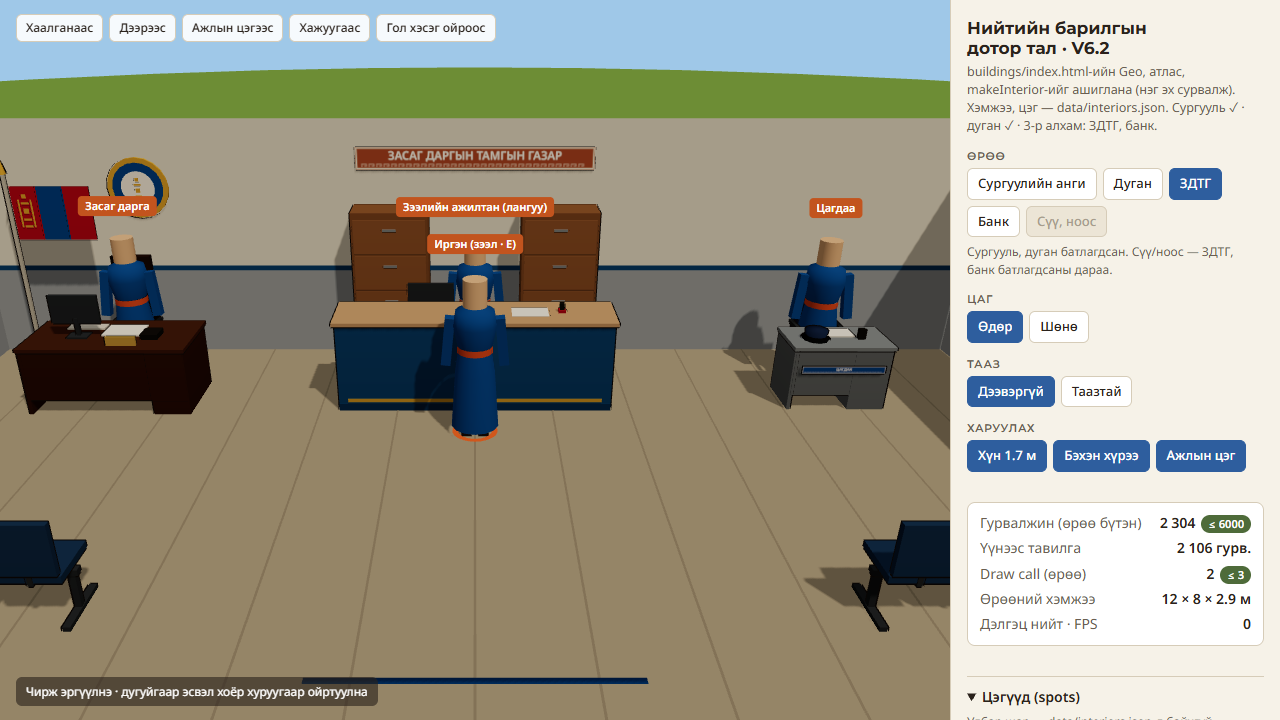 Хаалганаас
Дээрээс
Ажлын цэгээс
Хажуугаас
Гол хэсэг ойроос
ЗАСАГ ДАРГЫН ТАМГЫН ГАЗАР
Засаг дарга
Зээлийн ажилтан (лангуу)
Цагдаа
Иргэн (зээл · E)
Чирж эргүүлнэ · дугуйгаар эсвэл хоёр хуруугаар ойртуулна
Нийтийн барилгын
дотор тал · V6.2
buildings/index.html-ийн Geo, атлас,
makeInterior-ийг ашиглана (нэг эх сурвалж).
Хэмжээ, цэг — data/interiors.json. Сургууль ✓ ·
дуган ✓ · 3-р алхам: ЗДТГ, банк.
ӨРӨӨ
Сургуулийн анги
Дуган
ЗДТГ
Банк
Сүү, ноос
Сургууль, дуган батлагдсан. Сүү/ноос — ЗДТГ,
банк батлагдсаны дараа.
ЦАГ
Өдөр
Шөнө
ТААЗ
Дээвэргүй
Таазтай
ХАРУУЛАХ
Хүн 1.7 м
Бэхэн хүрээ
Ажлын цэг
Гурвалжин (өрөө бүтэн) 2 304 ≤ 6000
Үүнээс тавилга 2 106 гурв.
Draw call (өрөө) 2 ≤ 3
Өрөөний хэмжээ 12 × 8 × 2.9 м
Дэлгэц нийт · FPS 0
▼ Цэгүүд (spots)